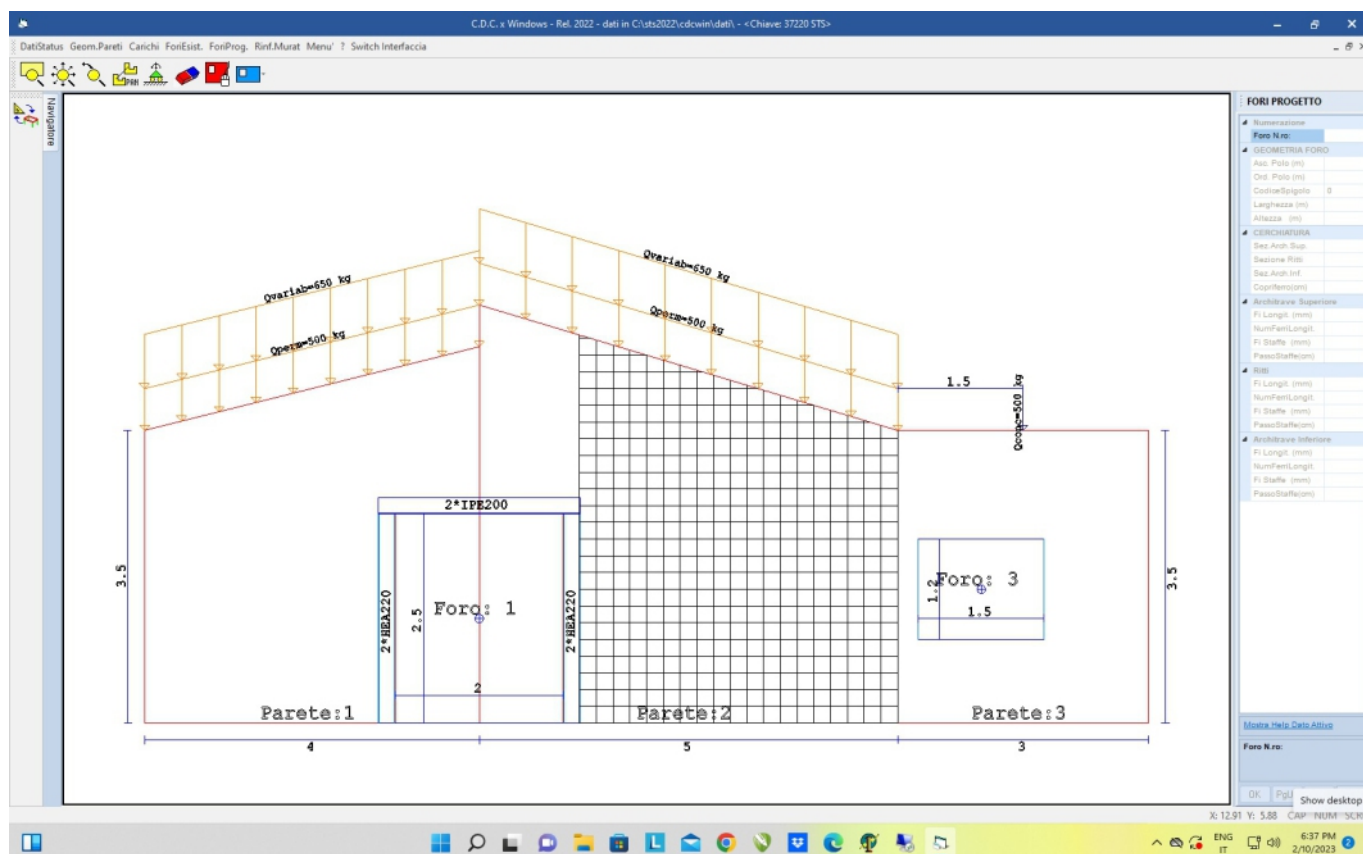 C.D.C. x Windows - Rel. 2022 - dati in C:\sts2022\cdcwin\dati\ - <Chiave: 37220 STS>
DatiStatus Geom.Pareti Carichi ForiEsist. ForiProg. Rinf.Murat Menu' ? Switch Interfaccia
PAR
Navigatore
Qvariab=650 kg
Qperm=500 kg
Qvariab=650 kg
Qperm=500 kg
1.5
Qconc=500 kg
3.5
2*IPE200
2*HEA220
2.5
Foro: 1
2*HEA220
2
Foro: 3
1.2
1.5
3.5
Parete:1
Parete:2
Parete:3
4
5
3
FORI PROGETTO
Numerazione
Foro N.ro:
GEOMETRIA FORO
Asc. Polo (m)
Ord. Polo (m)
CodiceSpigolo 0
Larghezza (m)
Altezza (m)
CERCHIATURA
Sez.Arch.Sup.
Sezione Ritti
Sez.Arch.Inf.
Copriferro(cm)
Architrave Superiore
Fi Longit. (mm)
NumFerriLongit.
Fi Staffe (mm)
PassoStaffe(cm)
Ritti
Fi Longit. (mm)
NumFerriLongit.
Fi Staffe (mm)
PassoStaffe(cm)
Architrave Inferiore
Fi Longit. (mm)
NumFerriLongit.
Fi Staffe (mm)
PassoStaffe(cm)
Mostra Help Dato Attivo
Foro N.ro:
OK PgU
Show desktop
X: 12.91 Y: 5.88 CAP NUM SCR
ENG
IT
6:37 PM
2/10/2023
2